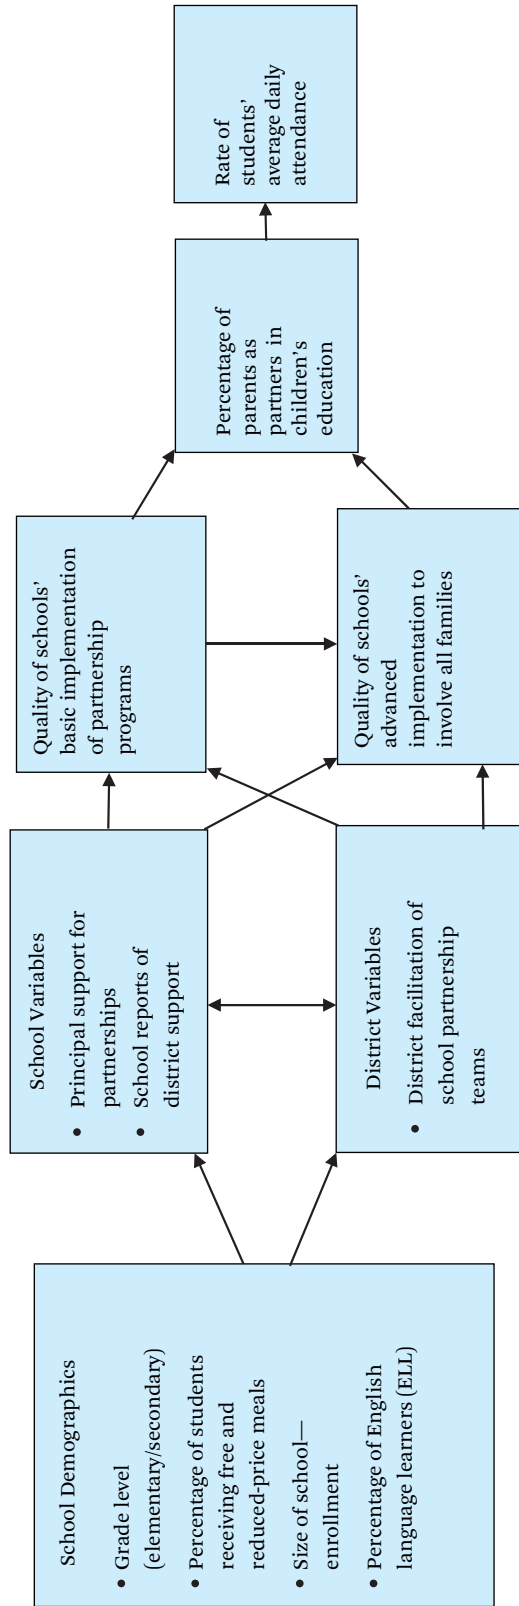 School Demographics
• Grade level
(elementary/secondary)
• Percentage of students
receiving free and
reduced-price meals
• Size of school—
enrollment
• Percentage of English
language learners (ELL)
School Variables
• Principal support for
partnerships
• School reports of
district support
District Variables
• District facilitation of
school partnership
teams
Quality of schools’
basic implementation
of partnership
programs
Quality of schools’
advanced
implementation to
involve all families
Percentage of
parents as
partners in
children’s
education
Rate of
students’
average daily
attendance